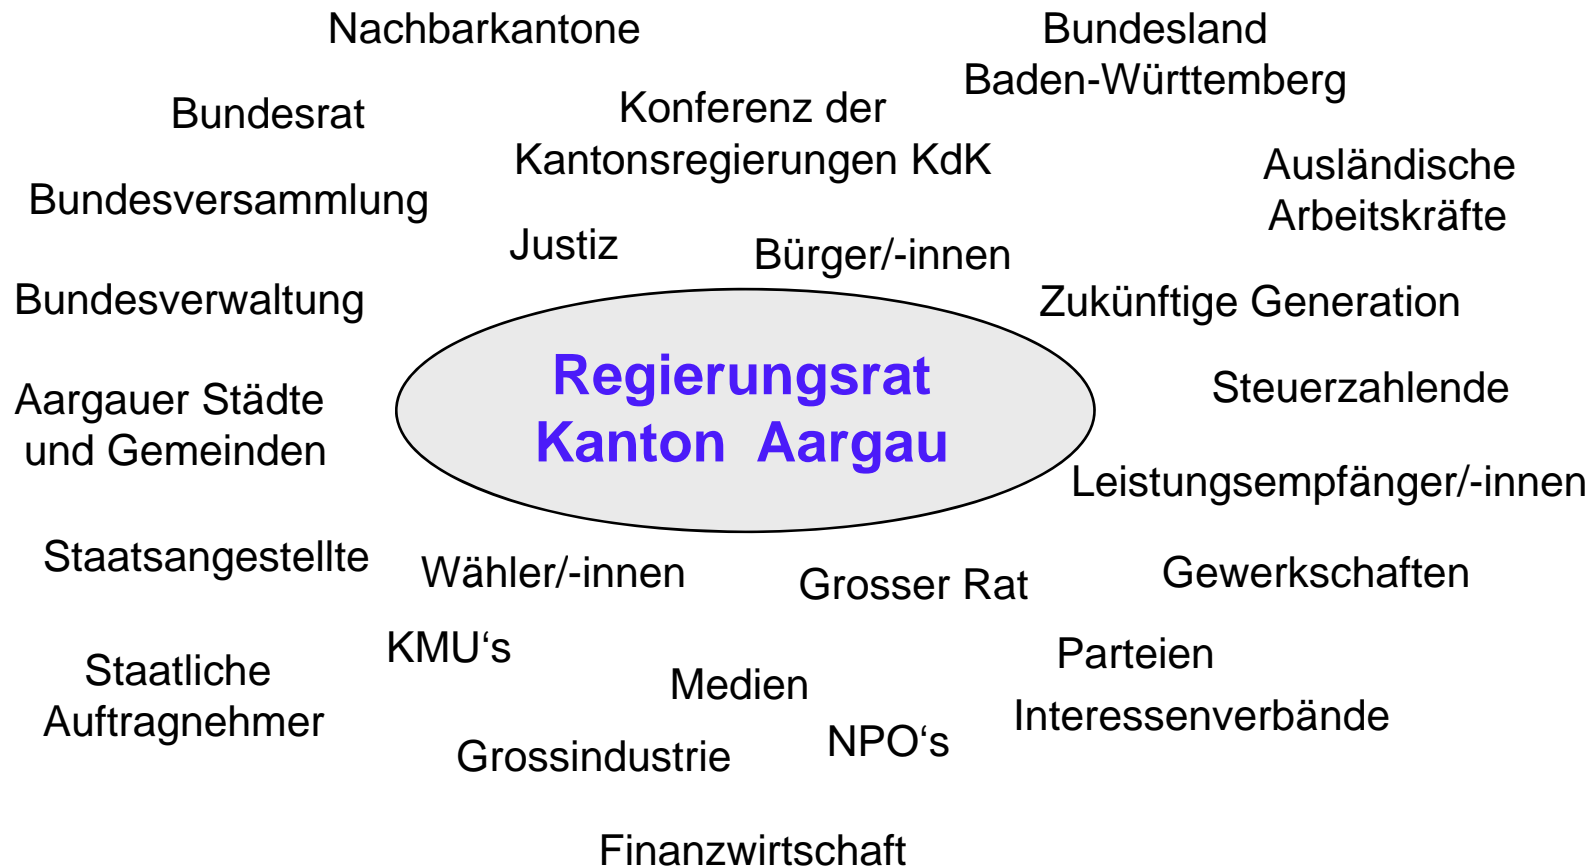 Nachbarkantone
Bundesland
Baden-Württemberg
Bundesrat
Konferenz der
Kantonsregierungen KdK
Ausländische
Arbeitskräfte
Bundesversammlung
Justiz
Bürger/-innen
Bundesverwaltung
Zukünftige Generation
Regierungsrat
Kanton  Aargau
Aargauer Städte
und Gemeinden
Steuerzahlende
Leistungsempfänger/-innen
Staatsangestellte
Wähler/-innen
Grosser Rat
Gewerkschaften
KMU‘s
Staatliche
Auftragnehmer
Medien
Parteien
Interessenverbände
Grossindustrie
NPO‘s
Finanzwirtschaft